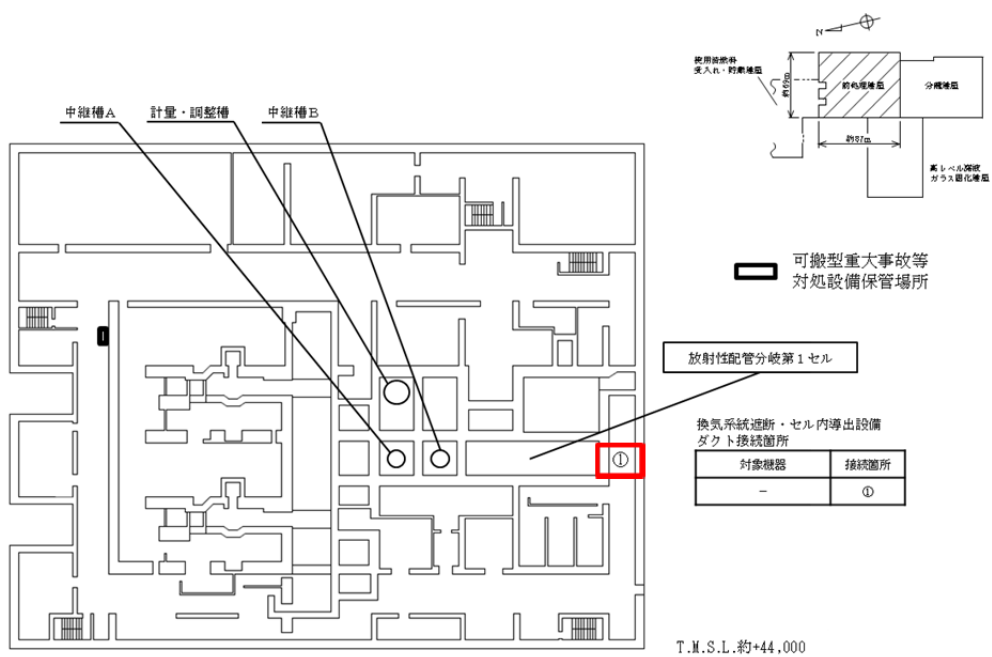 N
使用済燃料
受入れ・貯蔵建屋
約69m
前処理建屋
分離建屋
約87m
高レベル廃液
ガラス固化建屋
中継槽A
計量・調整槽
中継槽B
可搬型重大事故等
対処設備保管場所
1
放射性配管分岐第1セル
①
換気系統遮断・セル内導出設備
ダクト接続箇所
対象機器 接続箇所
－ ①
T.M.S.L.約+44,000